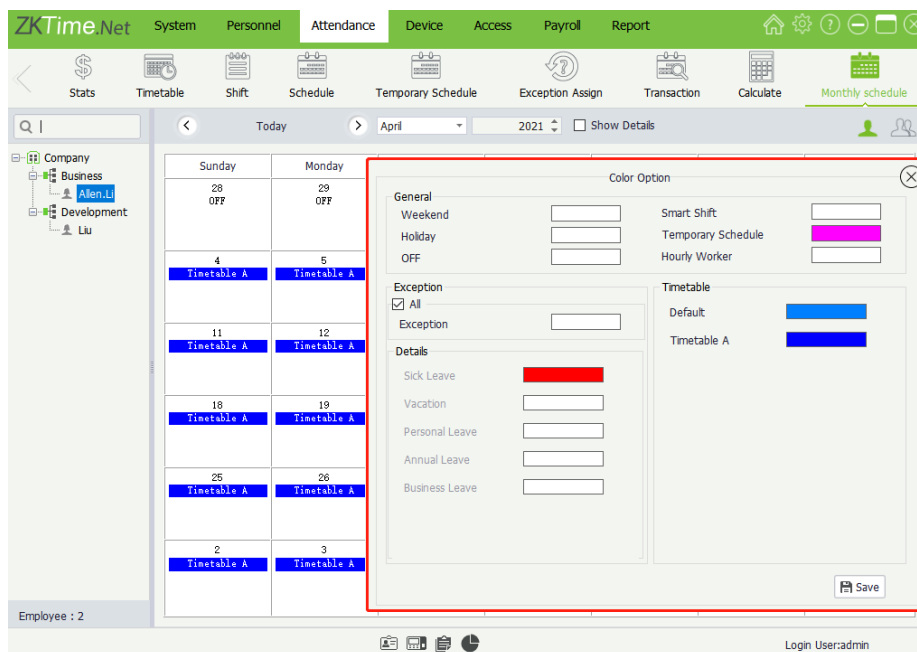 ZKTime.Net System Personnel Attendance Device Access Payroll Report
Stats Timetable Shift Schedule Temporary Schedule Exception Assign Transaction Calculate Monthly schedule
Today April 2021 Show Details
Company
Business
Allen.Li
Development
Liu
Employee : 2
Sunday Monday
28 29
OFF OFF
4 5
Timetable A Timetable A
11 12
Timetable A Timetable A
18 19
Timetable A Timetable A
25 26
Timetable A Timetable A
2 3
Timetable A Timetable A
Color Option
General
Weekend Smart Shift
Holiday Temporary Schedule
OFF Hourly Worker
Exception
All
Exception
Details
Sick Leave
Vacation
Personal Leave
Annual Leave
Business Leave
Timetable
Default
Timetable A
Save
Login User:admin